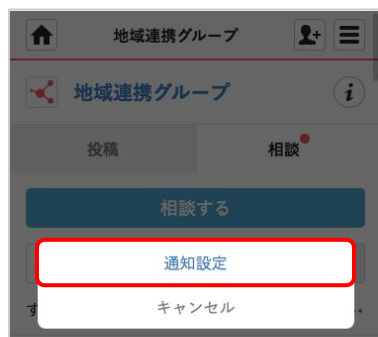 地域連携グループ
地域連携グループ
i
投稿
相談
相談する
通知設定
す
キャンセル